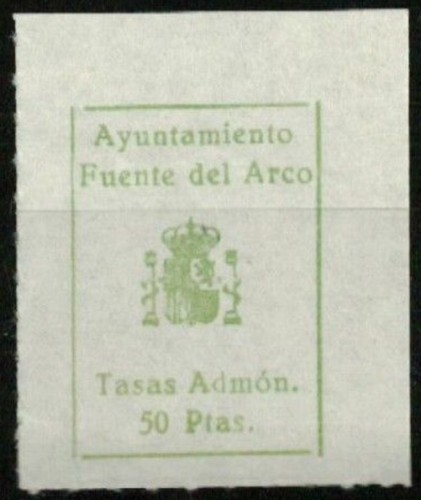 Ayuntamiento
Fuente del Arco
Tasas Admón.
50 Ptas.